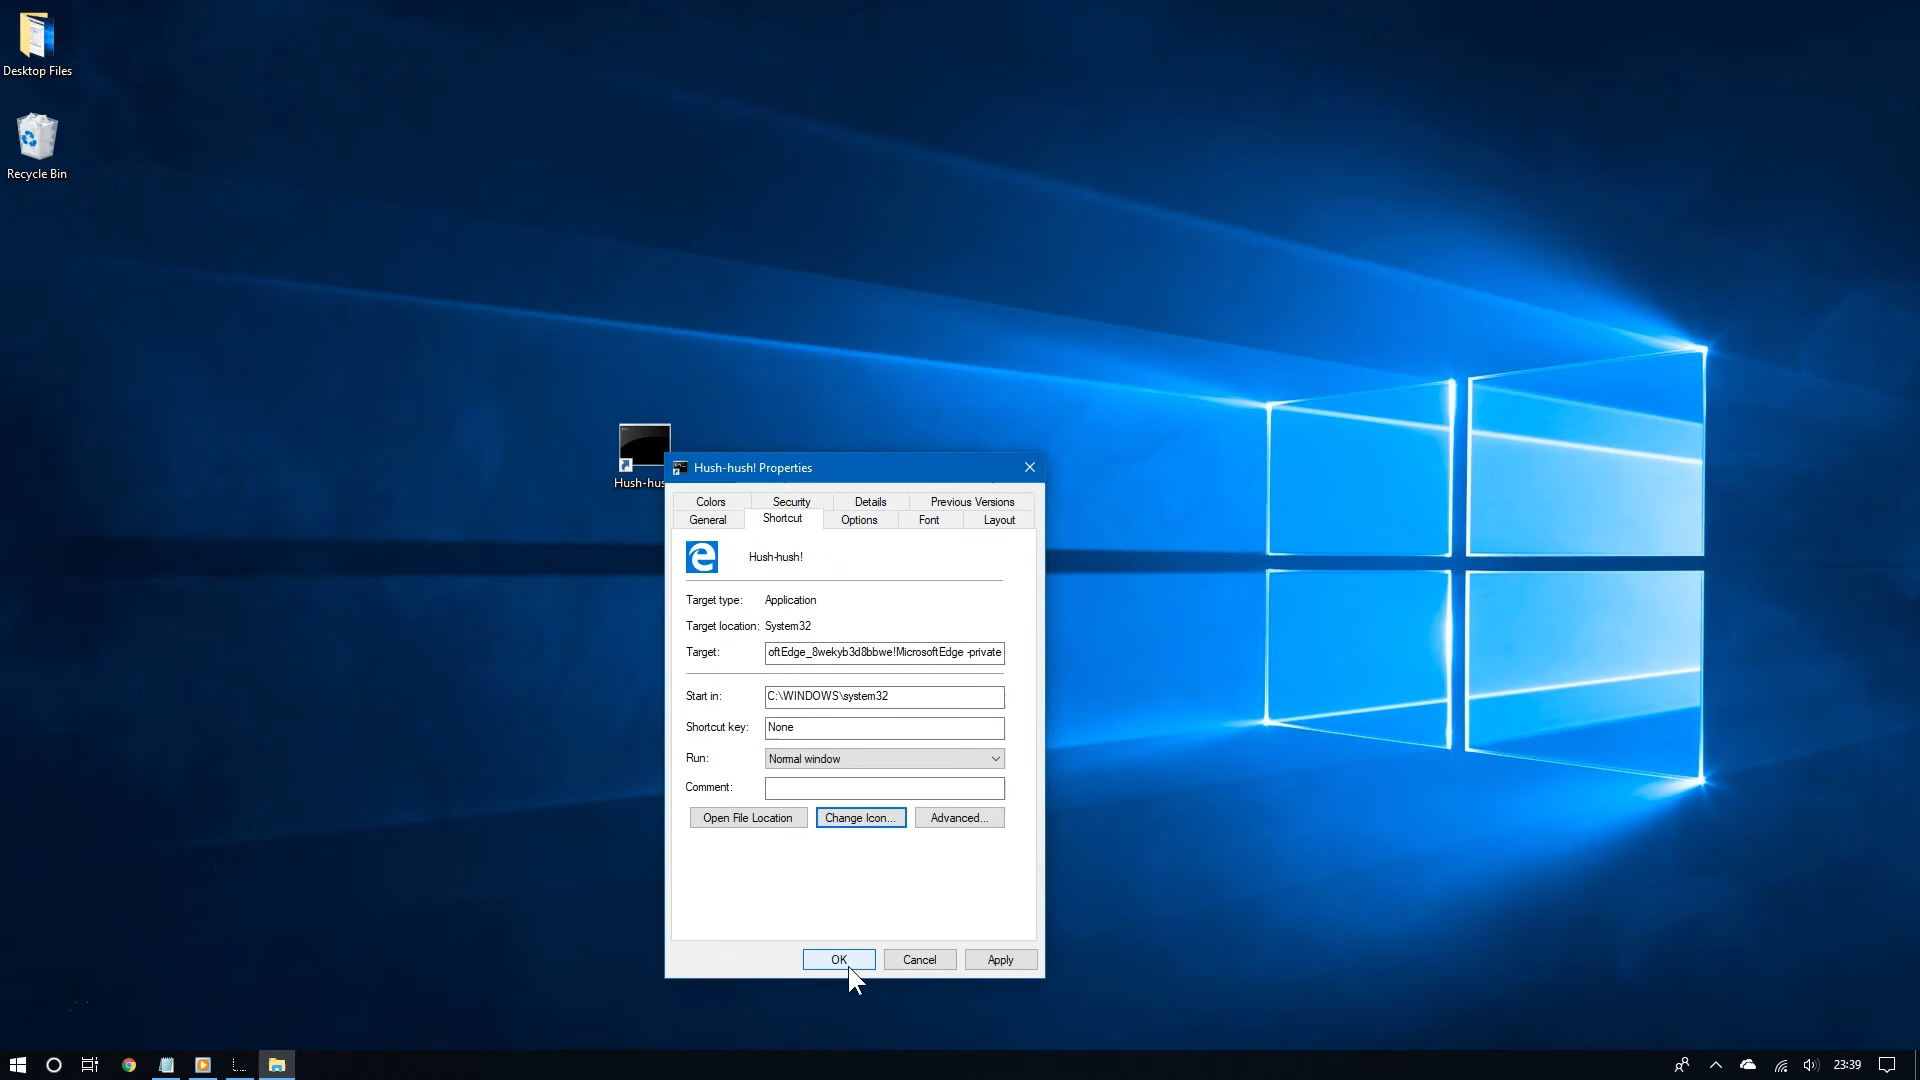 Desktop Files
Recycle Bin
Hush-hus
Hush-hush! Properties
Colors Security Details Previous Versions
General Shortcut Options Font Layout
Hush-hush!
Target type: Application
Target location: System32
Target: oftEdge_8wekyb3d8bbwe!MicrosoftEdge -private
Start in: C:\WINDOWS\system32
Shortcut key: None
Run: Normal window
Comment:
Open File Location Change Icon... Advanced...
OK Cancel Apply
23:39